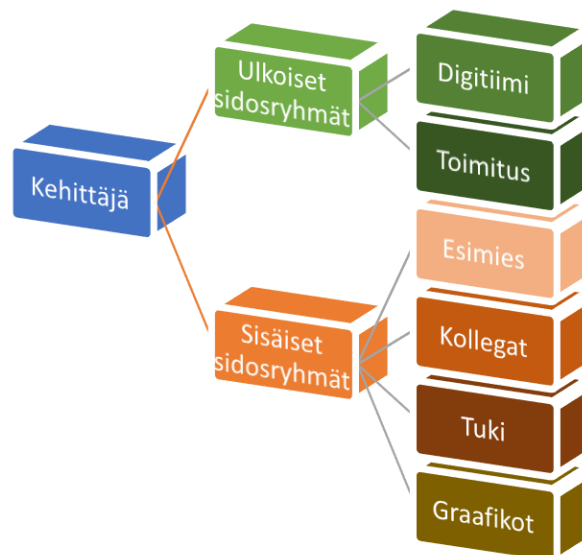 Kehittäjä
Ulkoiset
sidosryhmät
Digitiimi
Toimitus
Sisäiset
sidosryhmät
Esimies
Kollegat
Tuki
Graafikot